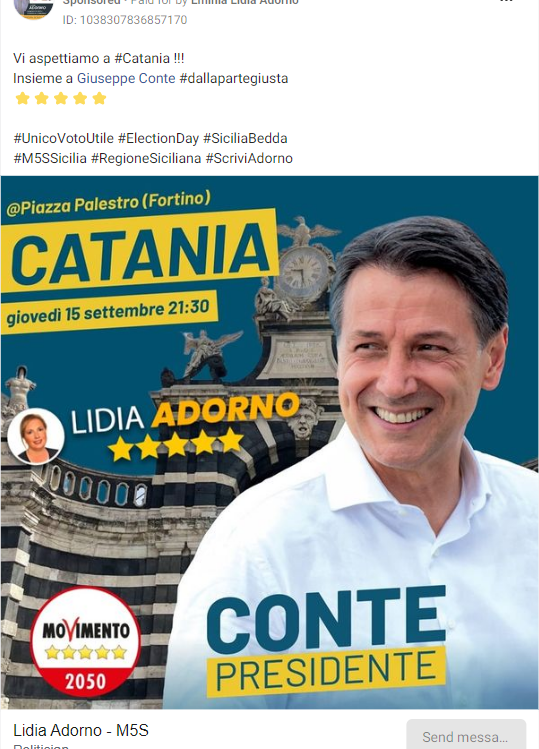 Sponsored • Paid for by Eminia Lidia Adorno
ID: 1038307836857170
Vi aspettiamo a #Catania !!!
Insieme a Giuseppe Conte #dallapartegiusta
#UnicoVotoUtile #ElectionDay #SiciliaBedda
#M5SSicilia #RegioneSiciliana #ScriviAdorno
@Piazza Palestro (Fortino)
CATANIA
giovedì 15 settembre 21:30
LIDIA ADORNO
MOVIMENTO
2050
CONTE
PRESIDENTE
Lidia Adorno - M5S
Politician
Send messa...